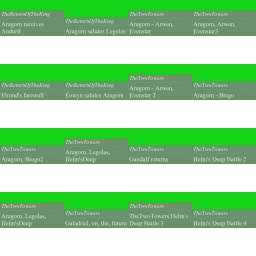 TheReturnOfTheKing
Aragorn receives
Anduril
TheReturnOfTheKing
Aragorn salutes Legolas
TheTwoTowers
Aragorn - Arwen,
Evenstar
TheTwoTowers
Aragorn, Arwen,
Evenstar3
TheReturnOfTheKing
Elrond's farewell
TheReturnOfTheKing
Eowyn salutes Aragorn
TheTwoTowers
Aragorn - Arwen,
Evenstar 2
TheTwoTowers
Aragorn - Brego
TheTwoTowers
Aragorn, Brego2
TheTwoTowers
Aragorn, Legolas,
Helm'sDeep
TheTwoTowers
Gandalf returns
TheTwoTowers
Helm's Deep Battle 2
TheTwoTowers
Aragorn, Legolas,
Helm'sDeep
TheTwoTowers
Galadriel, on, the, future
TheTwoTowers Helm's
Deep Battle 3
TheTwoTowers
Helm's Deep Battle 4